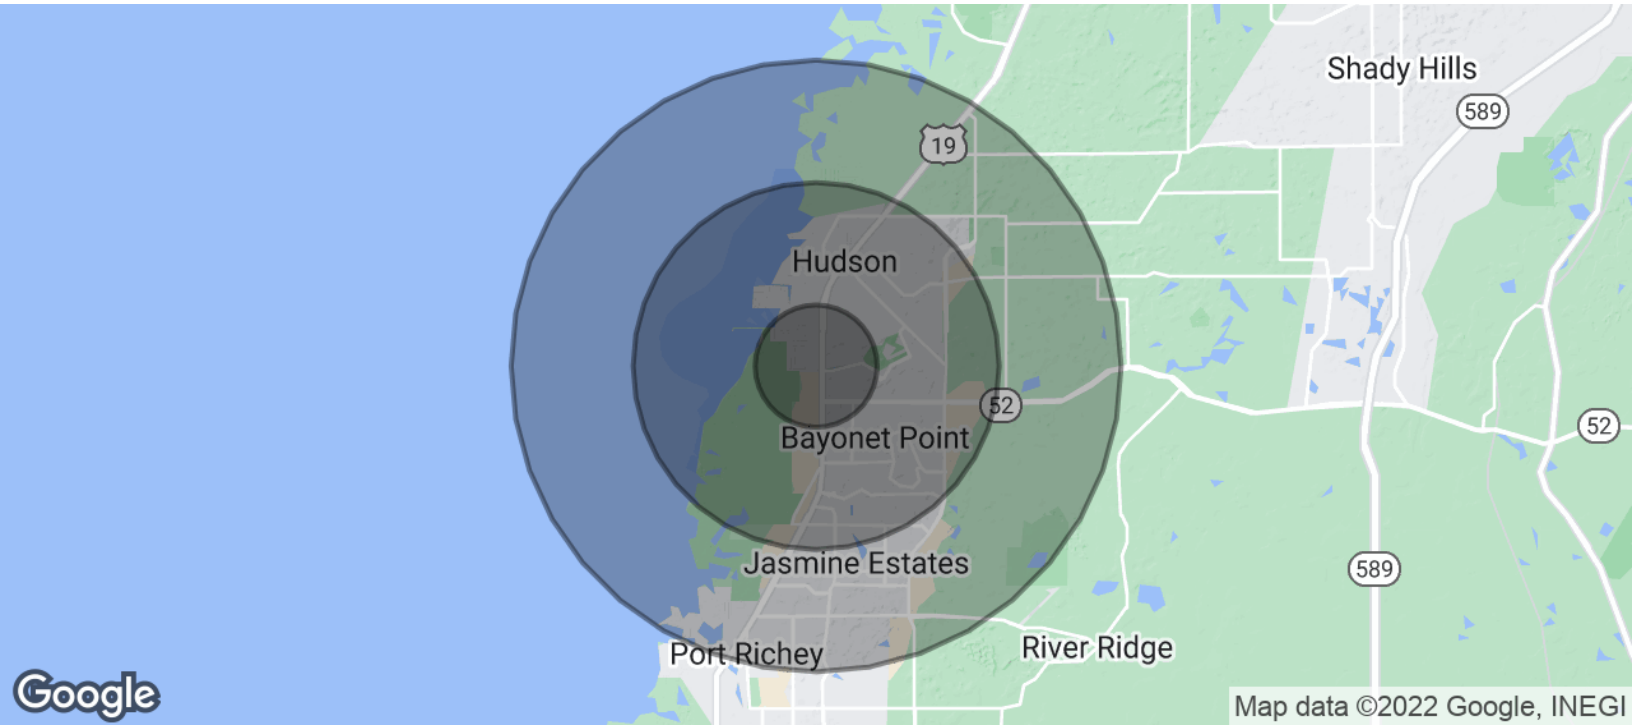 Shady Hills
589
19
Hudson
52
52
Bayonet Point
Jasmine Estates
589
River Ridge
Port Richey
Google
Map data ©2022 Google, INEGI